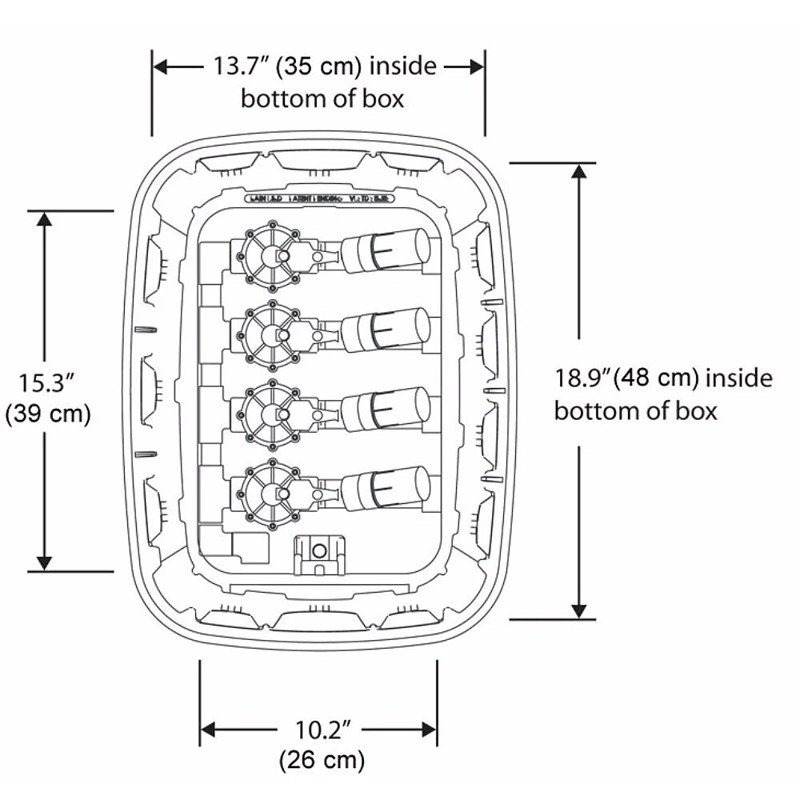 13.7” (35 cm) inside
bottom of box
15.3”
(39 cm)
18.9” (48 cm) inside
bottom of box
10.2”
(26 cm)